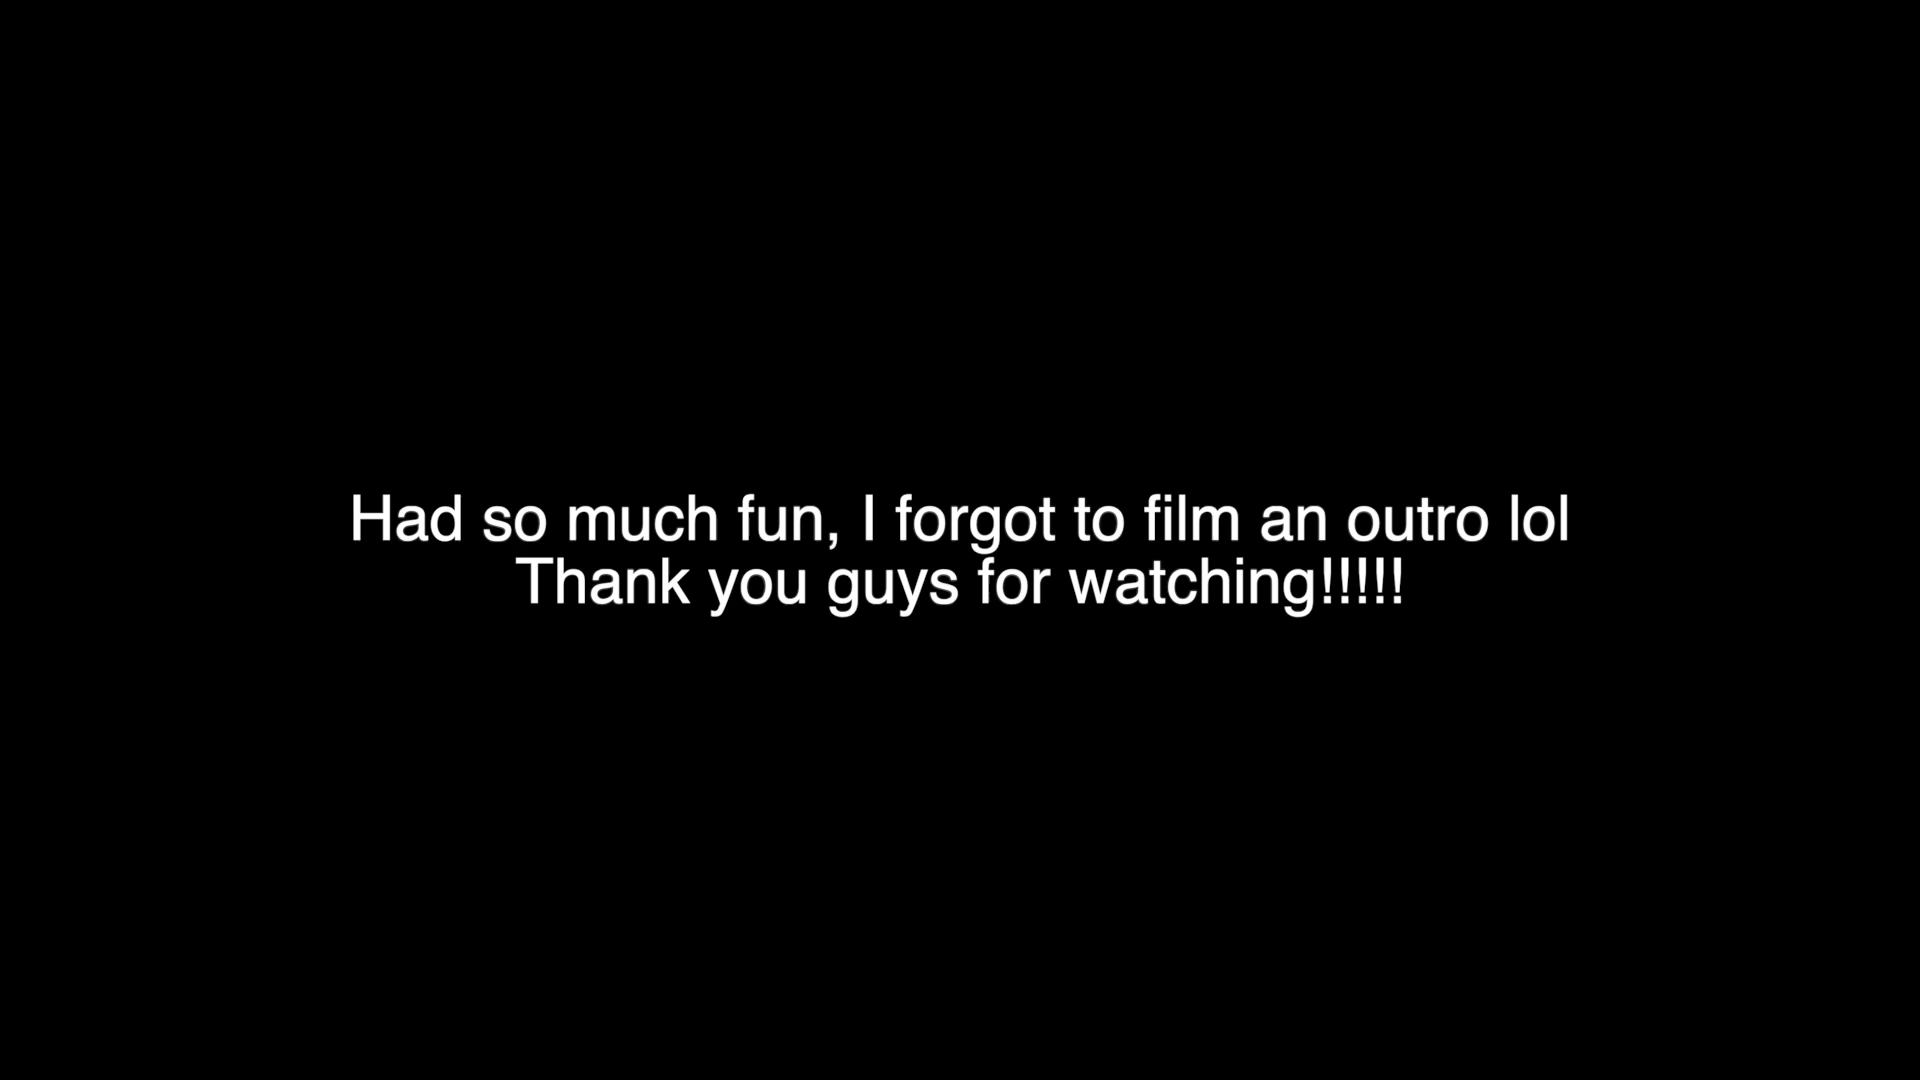 Had so much fun, I forgot to film an outro lol
Thank you guys for watching!!!!!